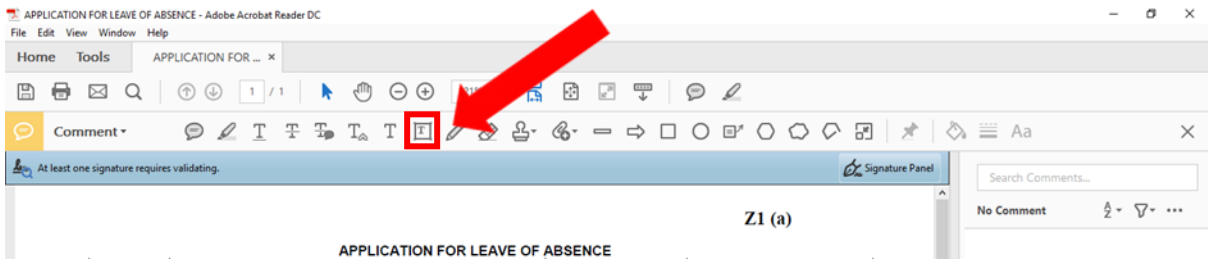 APPLICATION FOR LEAVE OF ABSENCE - Adobe Acrobat Reader DC
File Edit View Window Help
Home Tools APPLICATION FOR ... ×
1 / 1
Comment
T T T T T T Aa
At least one signature requires validating. Signature Panel
Search Comments...
No Comment
Z1 (a)
APPLICATION FOR LEAVE OF ABSENCE